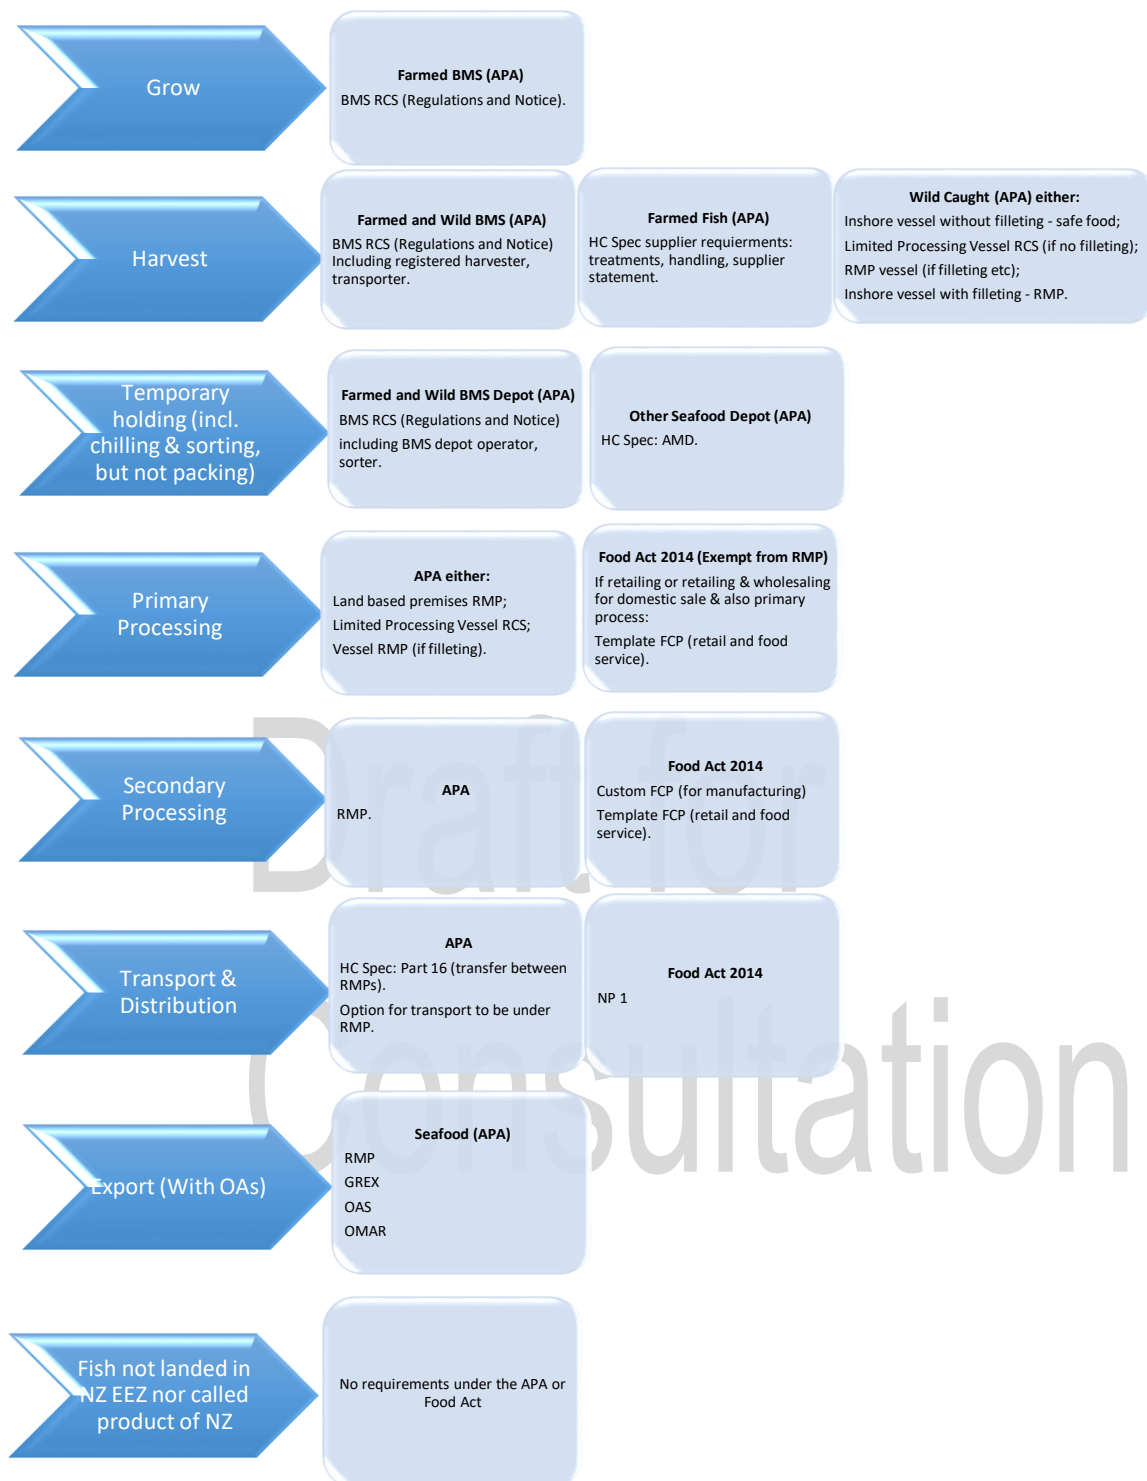 Grow
Farmed BMS (APA)
BMS RCS (Regulations and Notice).
Harvest
Farmed and Wild BMS (APA)
BMS RCS (Regulations and Notice)
Including registered harvester,
transporter.
Farmed Fish (APA)
HC Spec supplier requierments:
treatments, handling, supplier
statement.
Wild Caught (APA) either:
Inshore vessel without filleting - safe food;
Limited Processing Vessel RCS (if no filleting);
RMP vessel (if filleting etc);
Inshore vessel with filleting - RMP.
Temporary
holding (incl.
chilling & sorting,
but not packing)
Farmed and Wild BMS Depot (APA)
BMS RCS (Regulations and Notice)
including BMS depot operator,
sorter.
Other Seafood Depot (APA)
HC Spec: AMD.
Primary
Processing
APA either:
Land based premises RMP;
Limited Processing Vessel RCS;
Vessel RMP (if filleting).
Food Act 2014 (Exempt from RMP)
If retailing or retailing & wholesaling
for domestic sale & also primary
process:
Template FCP (retail and food
service).
Secondary
Processing
APA
RMP.
Food Act 2014
Custom FCP (for manufacturing)
Template FCP (retail and food
service).
Draft for
Transport &
Distribution
APA
HC Spec: Part 16 (transfer between
RMPs).
Option for transport to be under
RMP.
Food Act 2014
NP 1
Consultation
Export (With OAs)
Seafood (APA)
RMP
GREX
OAS
OMAR
Fish not landed in
NZ EEZ nor called
product of NZ
No requirements under the APA or
Food Act